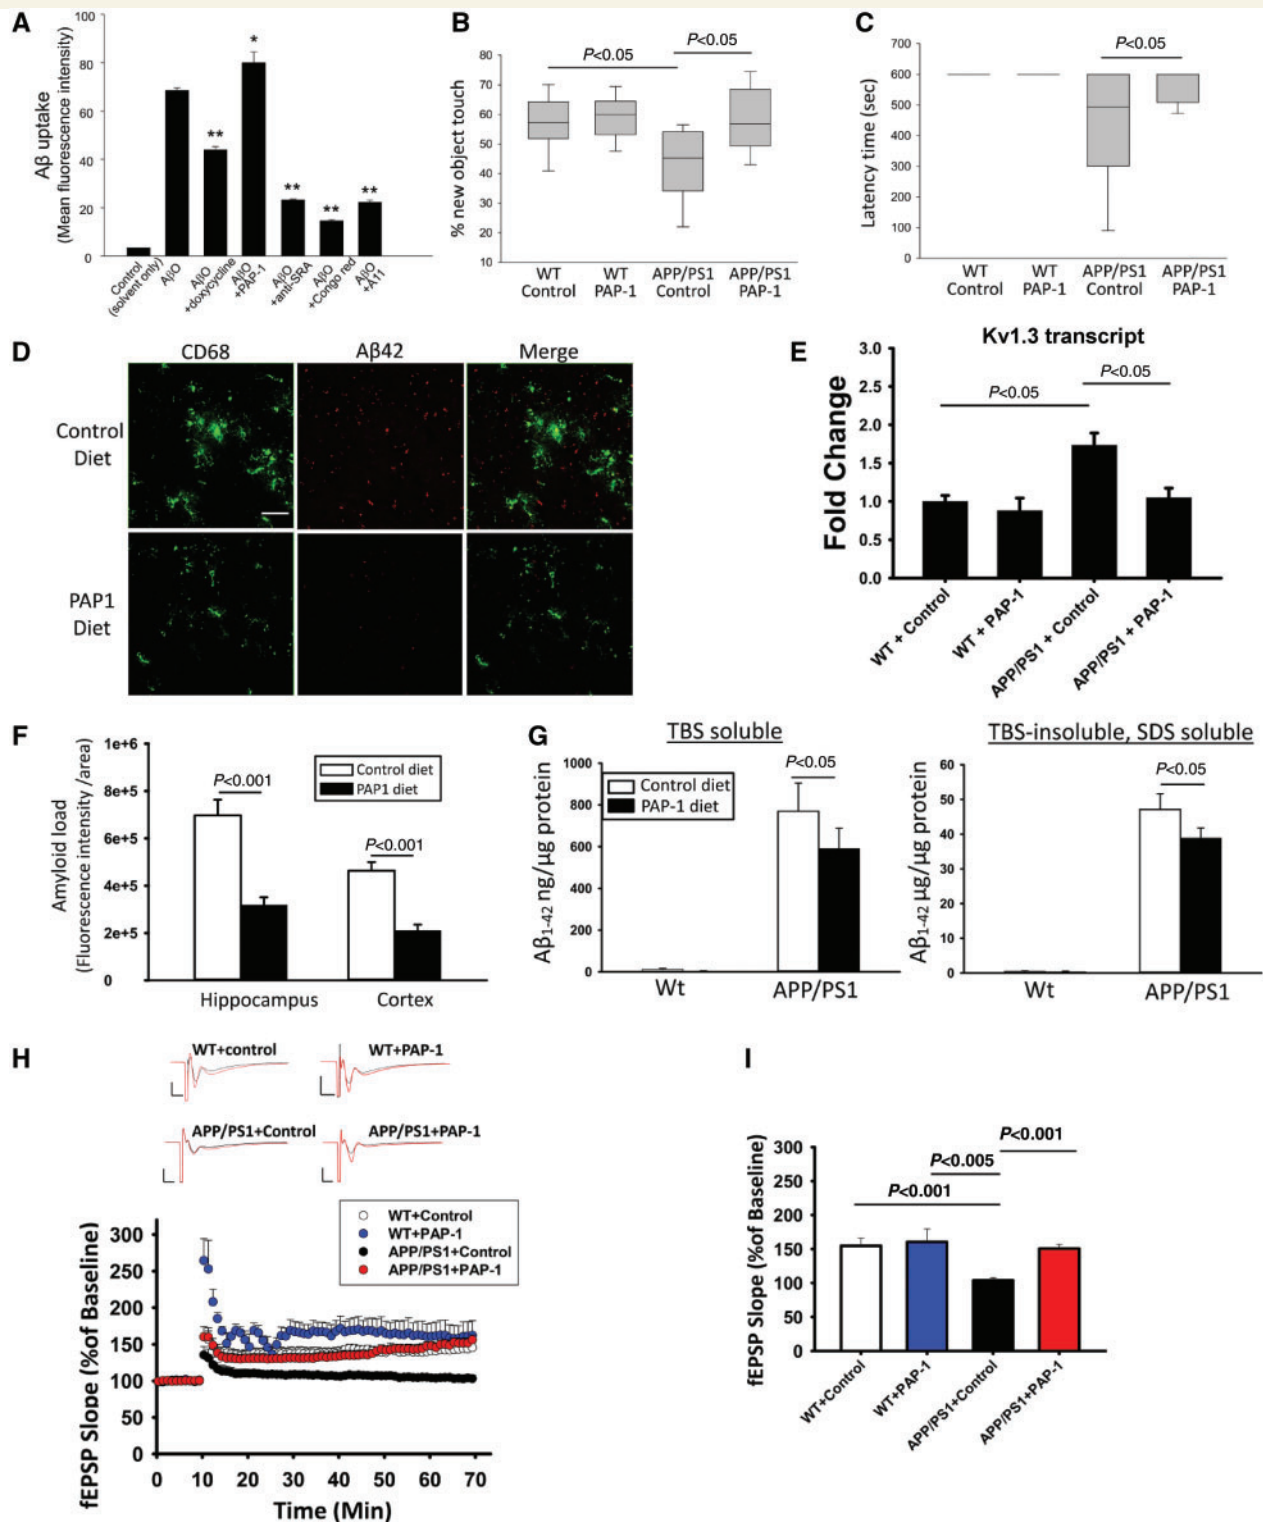 A
Aβ uptake
(Mean fluorescence intensity)
100
80
60
40
20
0
*
**
**
**
**
Control
(solvent only)
AβO
AβO
+doxycycline
AβO
+PAP-1
AβO
+anti-SRA
AβO
+Congo red
AβO
+A11
B
% new object touch
80
70
60
50
40
30
20
10
P<0.05
P<0.05
WT
Control
WT
PAP-1
APP/PS1
Control
APP/PS1
PAP-1
C
Latency time (sec)
700
600
500
400
300
200
100
0
P<0.05
WT
Control
WT
PAP-1
APP/PS1
Control
APP/PS1
PAP-1
D
CD68
Aβ42
Merge
Control
Diet
PAP1
Diet
E
Kv1.3 transcript
Fold Change
3.0
2.5
2.0
1.5
1.0
0.5
0.0
P<0.05
P<0.05
WT + Control
WT + PAP-1
APP/PS1 + Control
APP/PS1 + PAP-1
F
Amyloid load
(Fluorescence intensity /area)
1e+6
8e+5
6e+5
4e+5
2e+5
0
P<0.001
P<0.001
Control diet
PAP1 diet
Hippocampus
Cortex
G
TBS soluble
Aβ1-42 ng/µg protein
1000
800
600
400
200
0
Control diet
PAP-1 diet
P<0.05
Wt
APP/PS1
TBS-insoluble, SDS soluble
Aβ1-42 µg/µg protein
60
50
40
30
20
10
0
P<0.05
Wt
APP/PS1
H
WT+control
WT+PAP-1
APP/PS1+Control
APP/PS1+PAP-1
WT+Control
WT+PAP-1
APP/PS1+Control
APP/PS1+PAP-1
fEPSP Slope (%of Baseline)
300
250
200
150
100
50
0
0 10 20 30 40 50 60 70
Time (Min)
I
fEPSP Slope (%of Baseline)
300
250
200
150
100
50
0
P<0.001
P<0.005
P<0.001
WT+Control
WT+PAP-1
APP/PS1+Control
APP/PS1+PAP-1